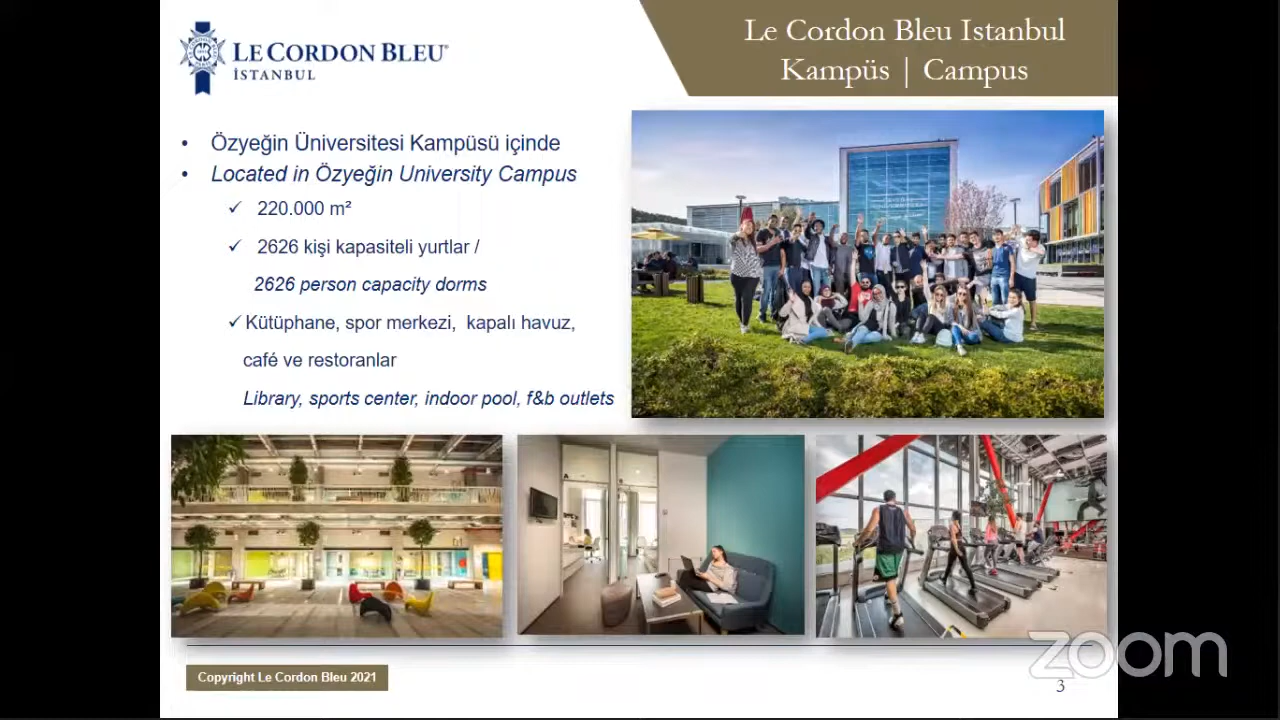 LE CORDON BLEU®
İSTANBUL
Le Cordon Bleu Istanbul
Kampüs | Campus
• Özyeğin Üniversitesi Kampüsü içinde
• Located in Özyeğin University Campus
✓ 220.000 m²
✓ 2626 kişi kapasiteli yurtlar /
2626 person capacity dorms
✓ Kütüphane, spor merkezi, kapalı havuz,
café ve restoranlar
Library, sports center, indoor pool, f&b outlets
Copyright Le Cordon Bleu 2021
zoom
3